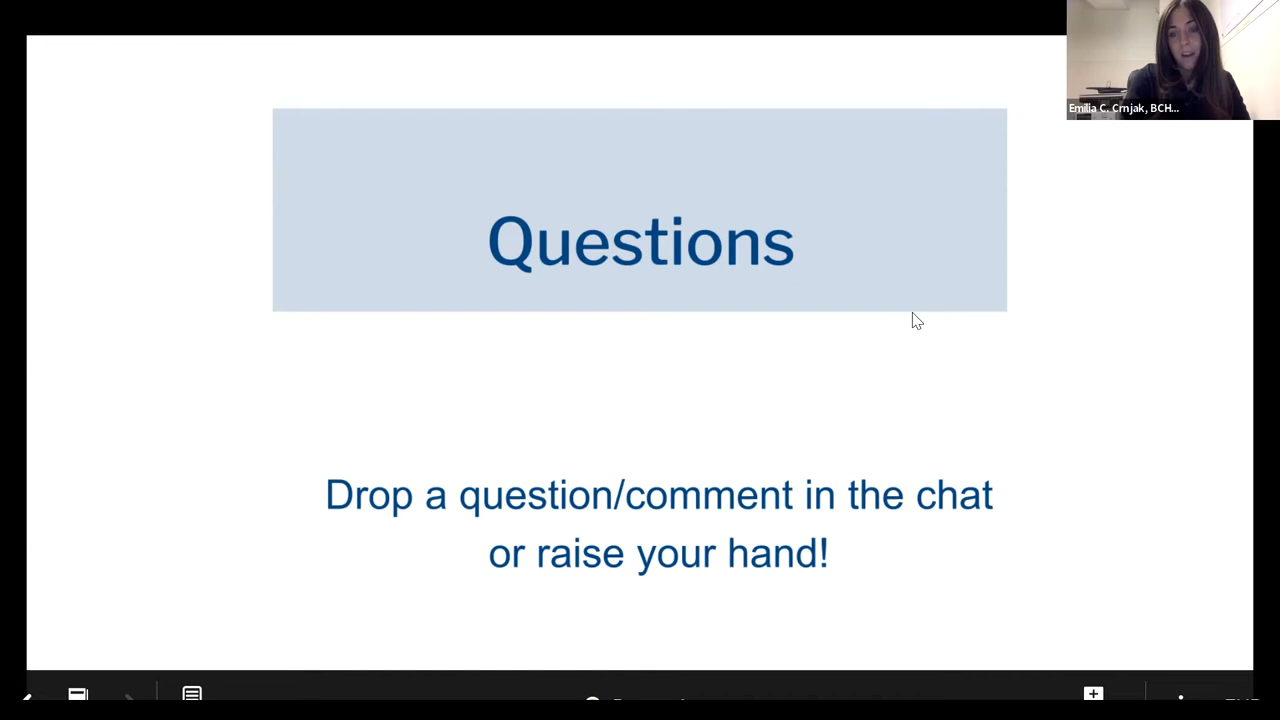 Emilia C. Crnjak, BCH...
Questions
Drop a question/comment in the chat
or raise your hand!